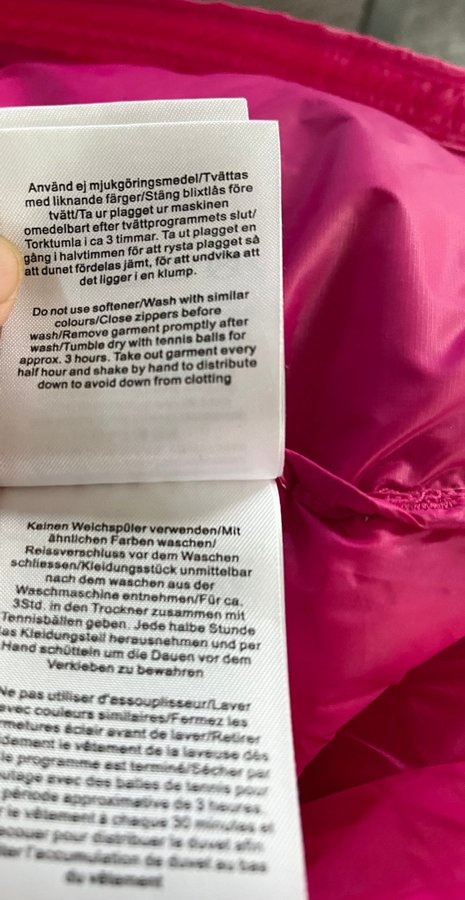 Använd ej mjukgöringsmedel/Tvättas
med liknande färger/Stäng blixtlås före
tvätt/Ta ur plagget ur maskinen
omedelbart efter tvättprogrammets slut/
Torktumla i ca 3 timmar. Ta ut plagget en
gång i halvtimmen för att rysta plagget så
att dunet fördelas jämt, för att undvika att
det ligger i en klump.
Do not use softener/Wash with similar
colours/Close zippers before
wash/Remove garment promptly after
wash/Tumble dry with tennis balls for
approx. 3 hours. Take out garment every
half hour and shake by hand to distribute
down to avoid down from clotting
Keinen Weichspüler verwenden/Mit
ähnlichen Farben waschen/
Reissverschluss vor dem Waschen
schliessen/Kleidungsstück unmittelbar
nach dem waschen aus der
Waschmaschine entnehmen/Für ca.
3Std. in den Trockner zusammen mit
Tennisbällen geben. Jede halbe Stunde
das Kleidungsteil herausnehmen und per
Hand schütteln um die Dauen vor dem
Verkleben zu bewahren
Ne pas utiliser d'assouplisseur/Laver
avec couleurs similaires/Fermez les
fermetures éclair avant de laver/Retirer
le vêtement de la laveuse dès
le programme est terminé/Sécher par
avec des balles de tennis pour
période approximative de 3 heures.
le vêtement à chaque 30 minutes et
pour distribuer le duvet afin
l'accumulation de duvet au bas
du vêtement